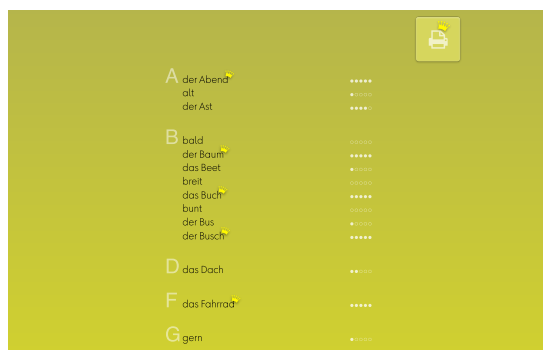 A der Abend
alt
der Ast
B bald
der Baum
das Beet
breit
das Buch
bunt
der Bus
der Busch
D das Dach
F das Fahrrad
G gern